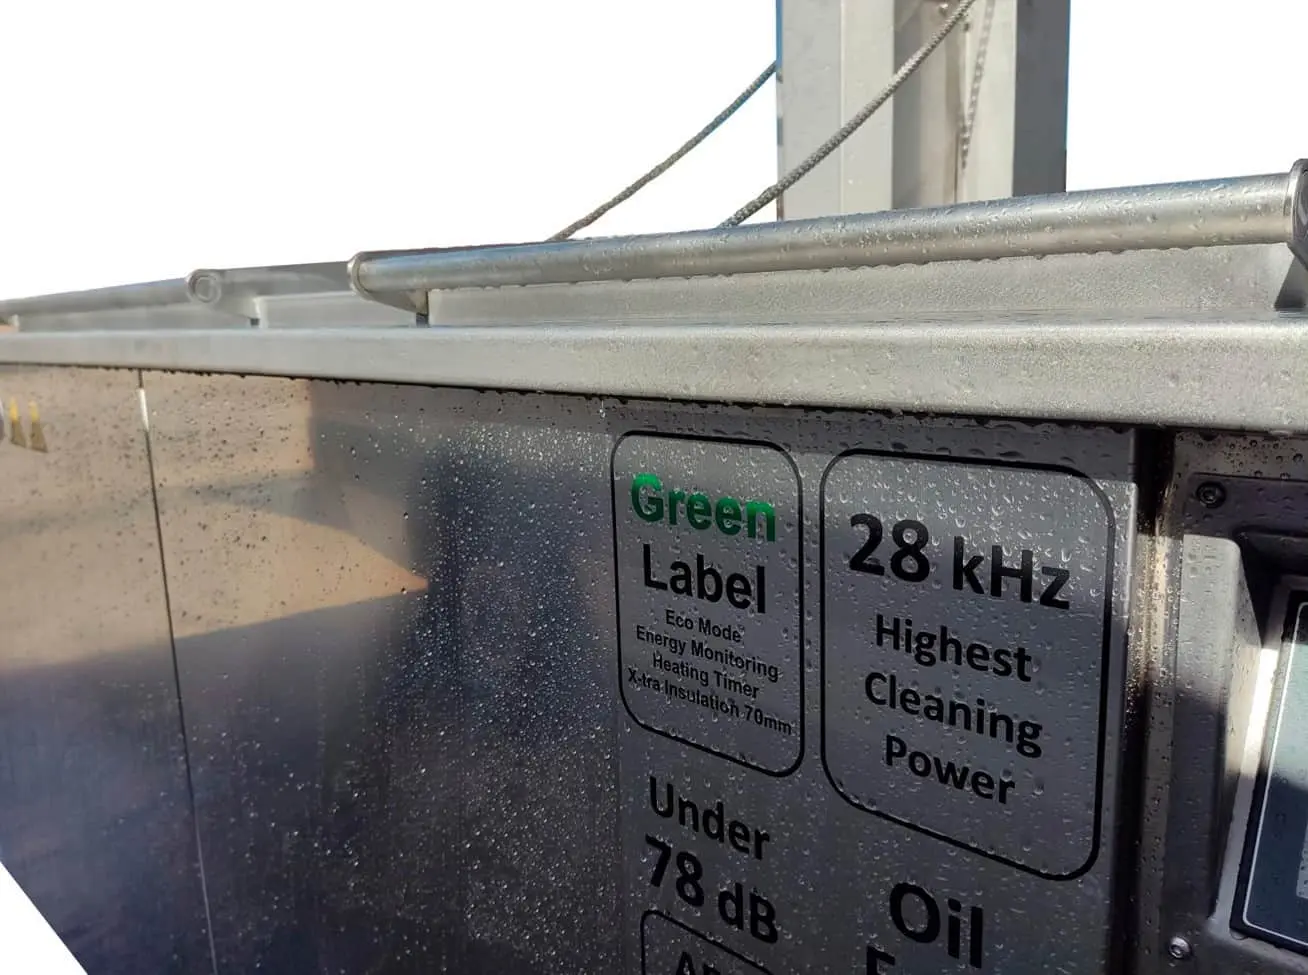 Green
Label
Eco Mode
Energy Monitoring
Heating Timer
X-tra Insulation 70mm
28 kHz
Highest
Cleaning
Power
Under
78 dB
Oil